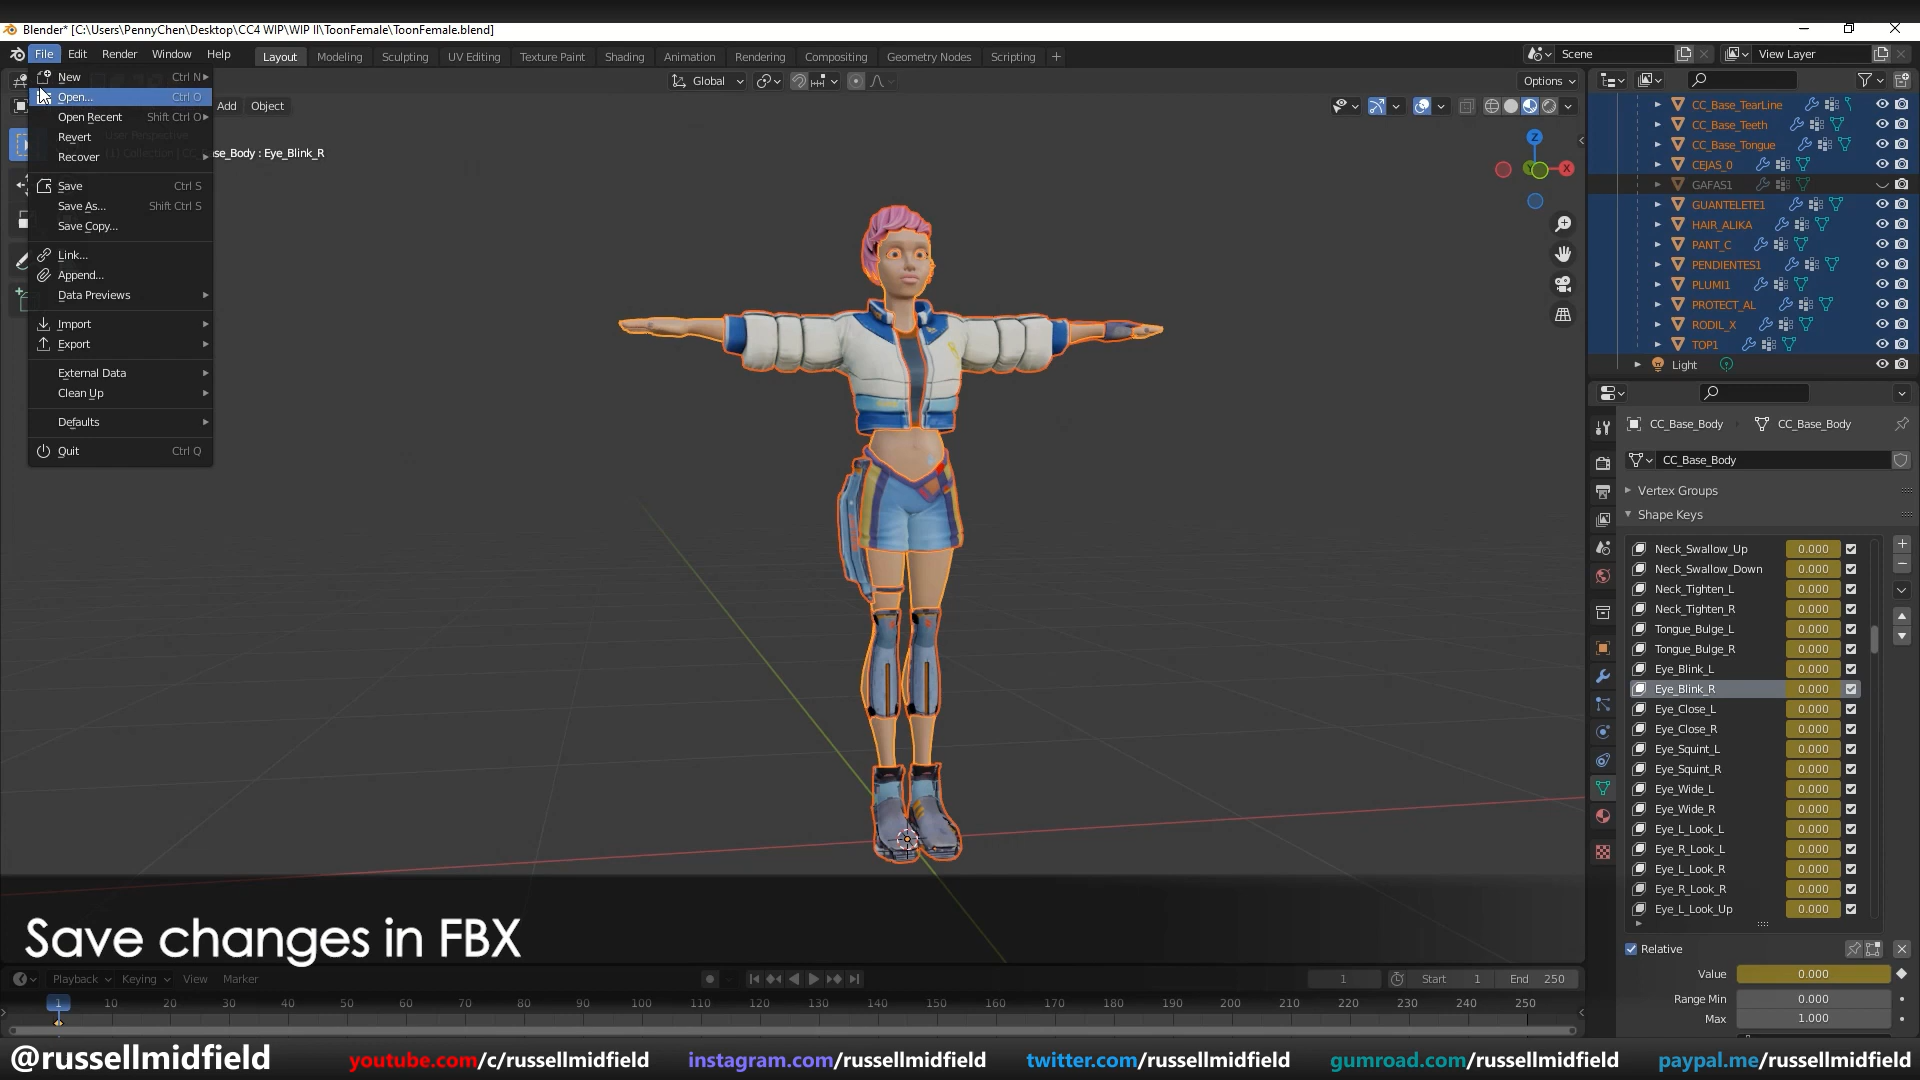 Blender* [C:\Users\PennyChen\Desktop\CC4 WIP\WIP II\ToonFemale\ToonFemale.blend]
File Edit Render Window Help Layout Modeling Sculpting UV Editing Texture Paint Shading Animation Rendering Compositing Geometry Nodes Scripting + Scene View Layer
New Ctrl N
Global Options
Open... Ctrl O
Add Object
Open Recent Shift Ctrl O
Revert
User Perspective
Recover
(1) Collection | CC_Base_Body : Eye_Blink_R
Save Ctrl S
Save As... Shift Ctrl S
Save Copy...
Link...
Append...
Data Previews
Import
Export
External Data
Clean Up
Defaults
Quit Ctrl Q
Z
X
CC_Base_TearLine
CC_Base_Teeth
CC_Base_Tongue
CEJAS_0
GAFAS1
GUANTELETE1
HAIR_ALIKA
PANT_C
PENDIENTES1
PLUMI1
PROTECT_AL
RODIL_X
TOP1
Light
CC_Base_Body CC_Base_Body
CC_Base_Body
Vertex Groups
Shape Keys
Neck_Swallow_Up 0.000
Neck_Swallow_Down 0.000
Neck_Tighten_L 0.000
Neck_Tighten_R 0.000
Tongue_Bulge_L 0.000
Tongue_Bulge_R 0.000
Eye_Blink_L 0.000
Eye_Blink_R 0.000
Eye_Close_L 0.000
Eye_Close_R 0.000
Eye_Squint_L 0.000
Eye_Squint_R 0.000
Eye_Wide_L 0.000
Eye_Wide_R 0.000
Eye_L_Look_L 0.000
Eye_R_Look_L 0.000
Eye_L_Look_R 0.000
Eye_R_Look_R 0.000
Eye_L_Look_Up 0.000
Relative
Value 0.000
Range Min 0.000
Max 1.000
Save changes in FBX
Playback Keying View Marker 1 Start 1 End 250
1 10 20 30 40 50 60 70 80 90 100 110 120 130 140 150 160 170 180 190 200 210 220 230 240 250
@russellmidfield youtube.com/c/russellmidfield instagram.com/russellmidfield twitter.com/russellmidfield gumroad.com/russellmidfield paypal.me/russellmidfield